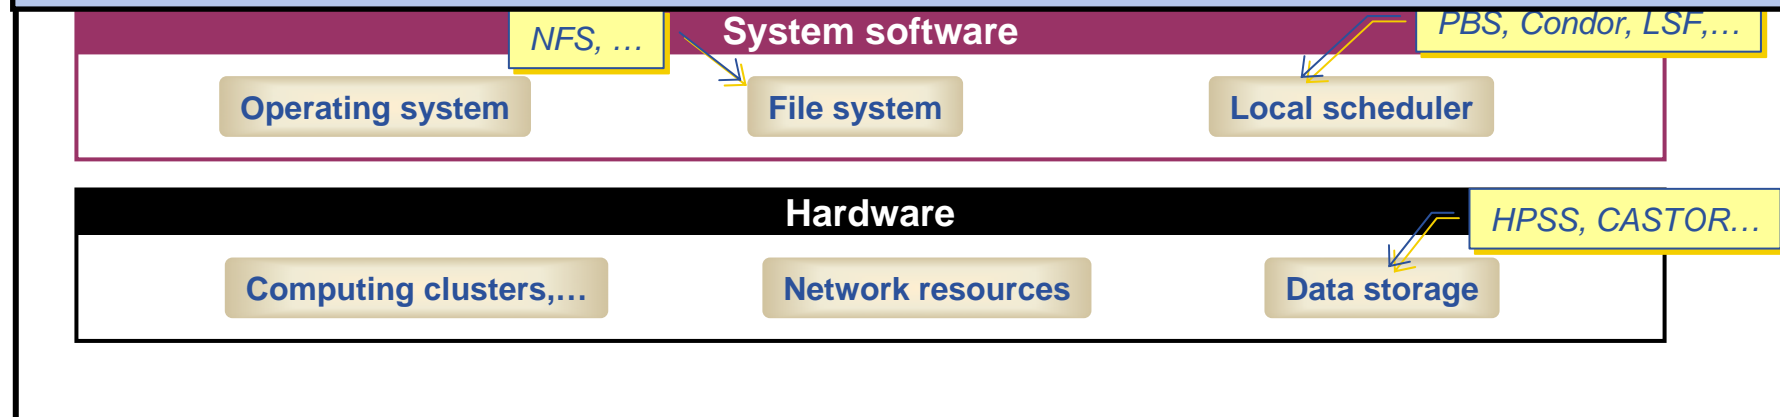 System software
NFS, …
PBS, Condor, LSF,…
Operating system
File system
Local scheduler
Hardware
HPSS, CASTOR…
Computing clusters,…
Network resources
Data storage